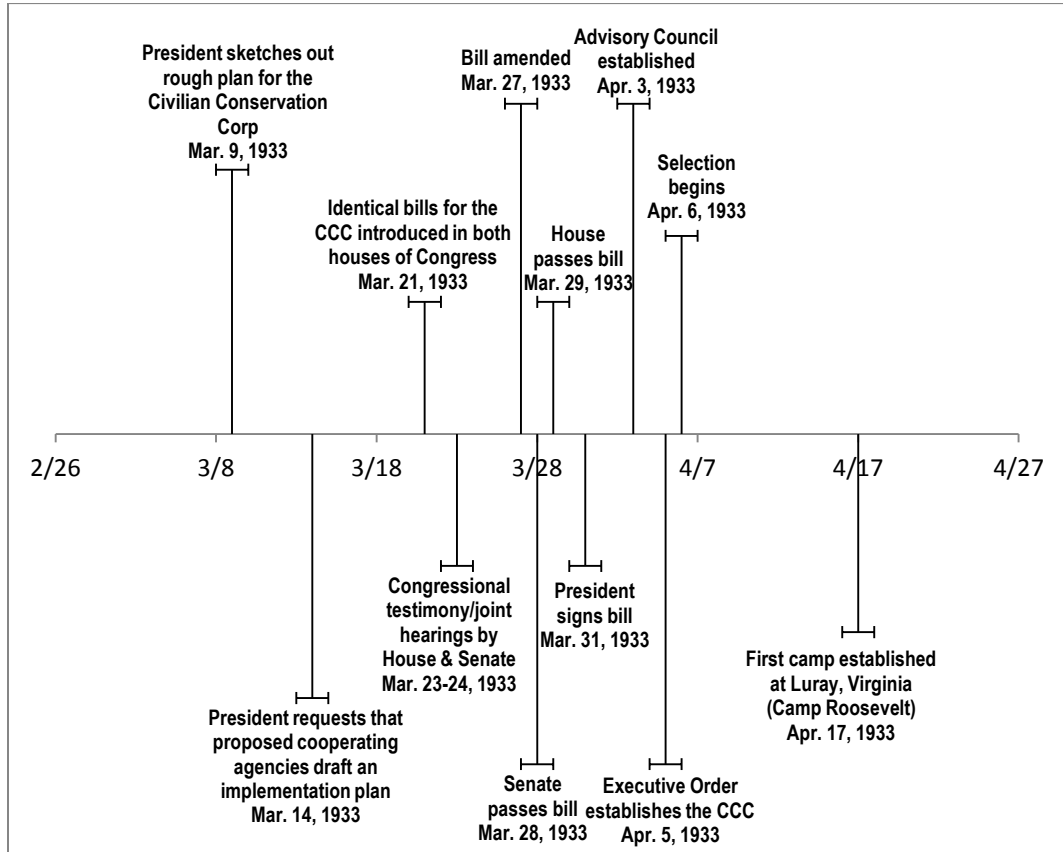 President sketches out
rough plan for the
Civilian Conservation
Corp
Mar. 9, 1933
Identical bills for the
CCC introduced in both
houses of Congress
Mar. 21, 1933
Bill amended
Mar. 27, 1933
House
passes bill
Mar. 29, 1933
Advisory Council
established
Apr. 3, 1933
Selection
begins
Apr. 6, 1933
2/26
3/8
3/18
3/28
4/7
4/17
4/27
President requests that
proposed cooperating
agencies draft an
implementation plan
Mar. 14, 1933
Congressional
testimony/joint
hearings by
House & Senate
Mar. 23-24, 1933
Senate
passes bill
Mar. 28, 1933
President
signs bill
Mar. 31, 1933
Executive Order
establishes the CCC
Apr. 5, 1933
First camp established
at Luray, Virginia
(Camp Roosevelt)
Apr. 17, 1933